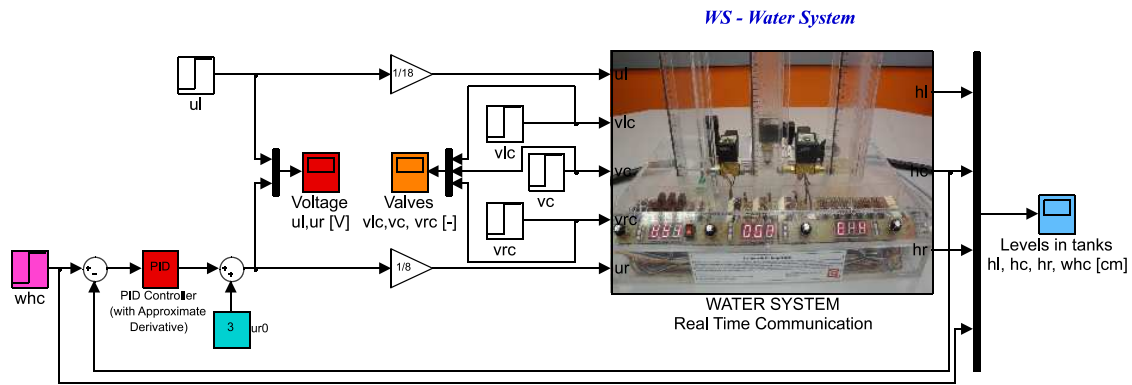 WS - Water System
ul
1/18
ul
hl
vlc
vlc
Voltage
ul,ur [V]
Valves
vlc,vc, vrc [-]
vc
vc
hc
vrc
vrc
hr
Levels in tanks
hl, hc, hr, whc [cm]
whc
PID
PID Controller
(with Approximate
Derivative)
3
ur0
1/8
ur
WATER SYSTEM
Real Time Communication